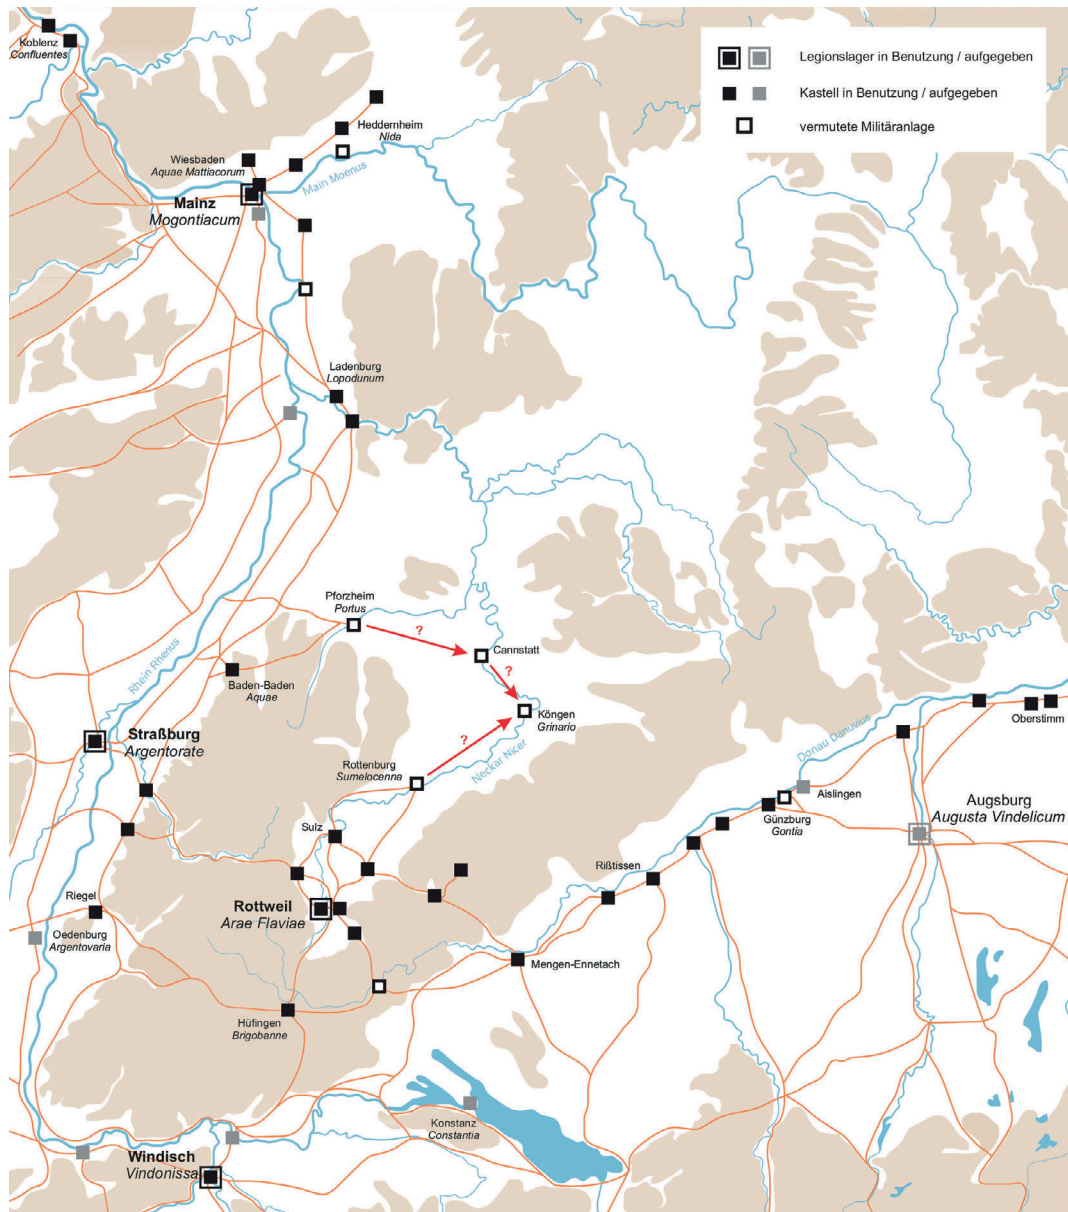 Koblenz
Confluentes
Legionslager in Benutzung / aufgegeben
Kastell in Benutzung / aufgegeben
vermutete Militäranlage
Heddernheim
Nida
Wiesbaden
Aquae Mattiacorum
Main Moenus
Mainz
Mogontiacum
Ladenburg
Lopodunum
Pforzheim
Portus
?
Cannstatt
?
Rhein Rhenus
Baden-Baden
Aquae
Köngen
Grinario
Straßburg
Argentorate
?
Neckar Nicer
Rottenburg
Sumelocenna
Donau Danuvius
Oberstimm
Aislingen
Günzburg
Gontia
Augsburg
Augusta Vindelicum
Sulz
Rißtissen
Riegel
Rottweil
Arae Flaviae
Oedenburg
Argentovaria
Mengen-Ennetach
Hüfingen
Brigobanne
Konstanz
Constantia
Windisch
Vindonissa